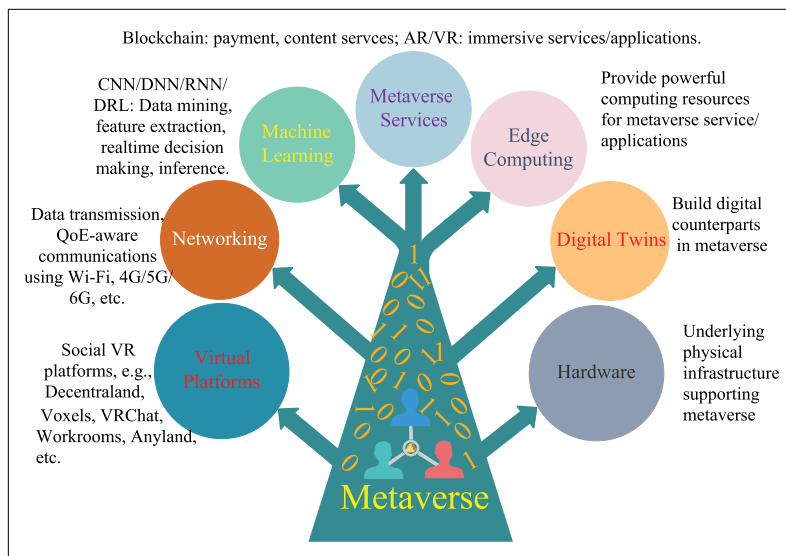 Blockchain: payment, content servces; AR/VR: immersive services/applications.
CNN/DNN/RNN/
DRL: Data mining,
feature extraction,
realtime decision
making, inference.
Machine
Learning
Metaverse
Services
Edge
Computing
Provide powerful
computing resources
for metaverse service/
applications
Data transmission,
QoE-aware
communications
using Wi-Fi, 4G/5G/
6G, etc.
Networking
Digital Twins
Build digital
counterparts
in metaverse
Social VR
platforms, e.g.,
Decentraland,
Voxels, VRChat,
Workrooms, Anyland,
etc.
Virtual
Platforms
Hardware
Underlying
physical
infrastructure
supporting
metaverse
Metaverse